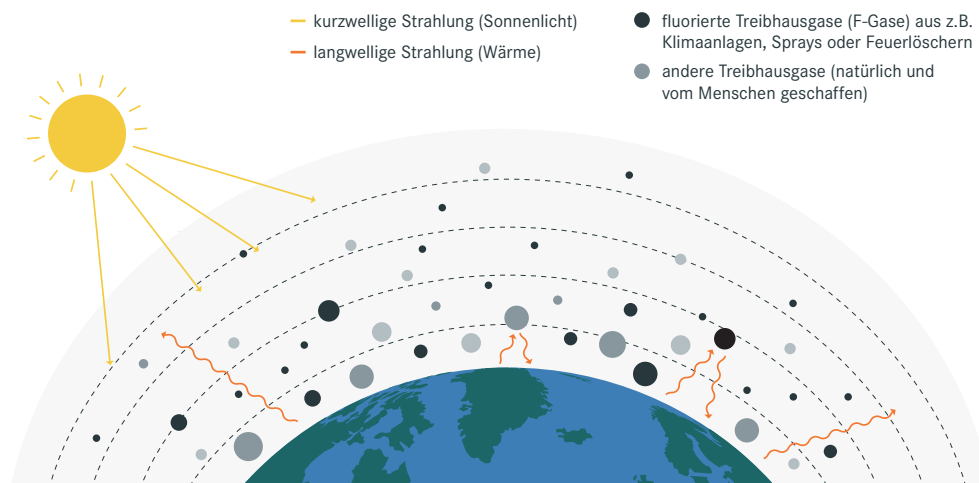 kurzwellige Strahlung (Sonnenlicht)
langwellige Strahlung (Wärme)
fluorierte Treibhausgase (F-Gase) aus z.B.
Klimaanlagen, Sprays oder Feuerlöschern
andere Treibhausgase (natürlich und
vom Menschen geschaffen)